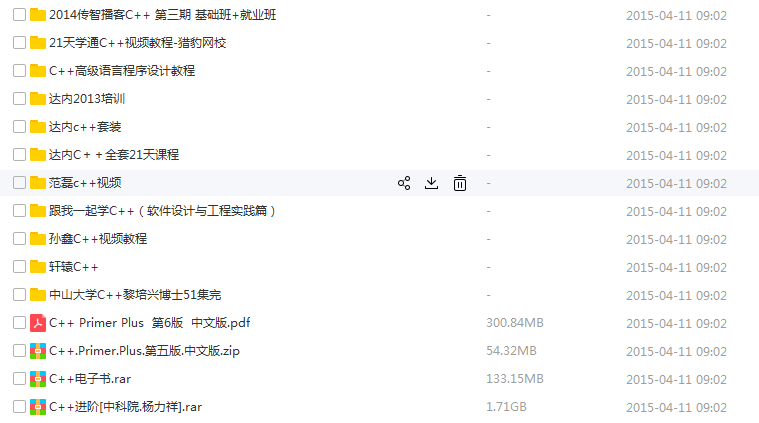 2014传智播客C++ 第三期 基础班+就业班 - 2015-04-11 09:02
21天学通C++视频教程-猎豹网校 - 2015-04-11 09:02
C++高级语言程序设计教程 - 2015-04-11 09:02
达内2013培训 - 2015-04-11 09:02
达内c++套装 - 2015-04-11 09:02
达内C++全套21天课程 - 2015-04-11 09:02
范磊c++视频 - 2015-04-11 09:02
跟我一起学C++(软件设计与工程实践篇) - 2015-04-11 09:02
孙鑫C++视频教程 - 2015-04-11 09:02
轩辕C++ - 2015-04-11 09:02
中山大学C++黎培兴博士51集完 - 2015-04-11 09:02
C++ Primer Plus 第6版 中文版.pdf 300.84MB 2015-04-11 09:02
C++.Primer.Plus.第五版.中文版.zip 54.32MB 2015-04-11 09:02
C++电子书.rar 133.15MB 2015-04-11 09:02
C++进阶[中科院.杨力祥].rar 1.71GB 2015-04-11 09:02